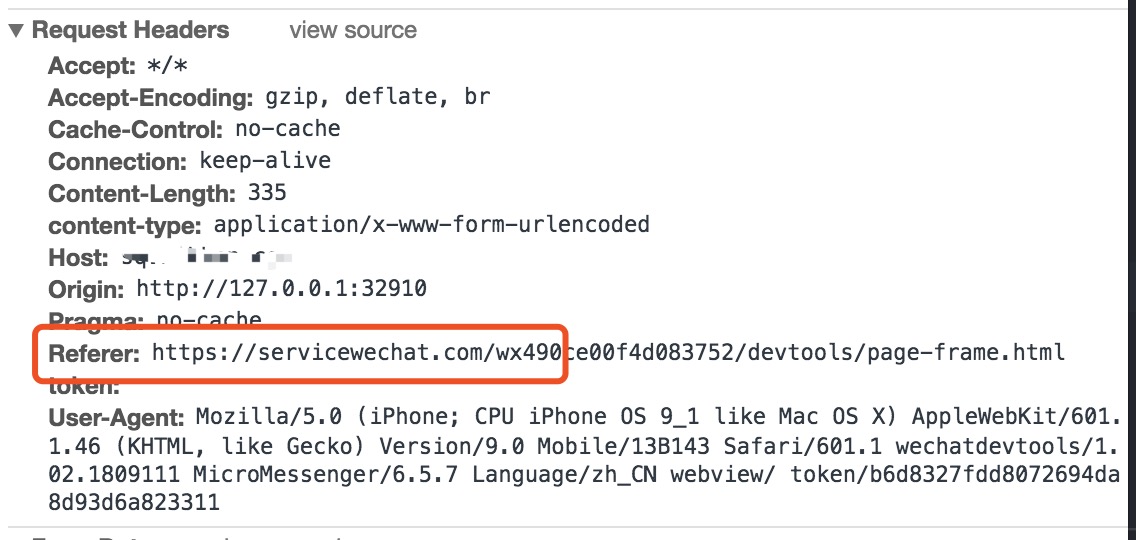 ▼ Request Headers view source
Accept: */*
Accept-Encoding: gzip, deflate, br
Cache-Control: no-cache
Connection: keep-alive
Content-Length: 335
content-type: application/x-www-form-urlencoded
Host:
Origin: http://127.0.0.1:32910
Pragma: no-cache
Referer: https://servicewechat.com/wx490ce00f4d083752/devtools/page-frame.html
token:
User-Agent: Mozilla/5.0 (iPhone; CPU iPhone OS 9_1 like Mac OS X) AppleWebKit/601.
1.46 (KHTML, like Gecko) Version/9.0 Mobile/13B143 Safari/601.1 wechatdevtools/1.
02.1809111 MicroMessenger/6.5.7 Language/zh_CN webview/ token/b6d8327fdd8072694da
8d93d6a823311